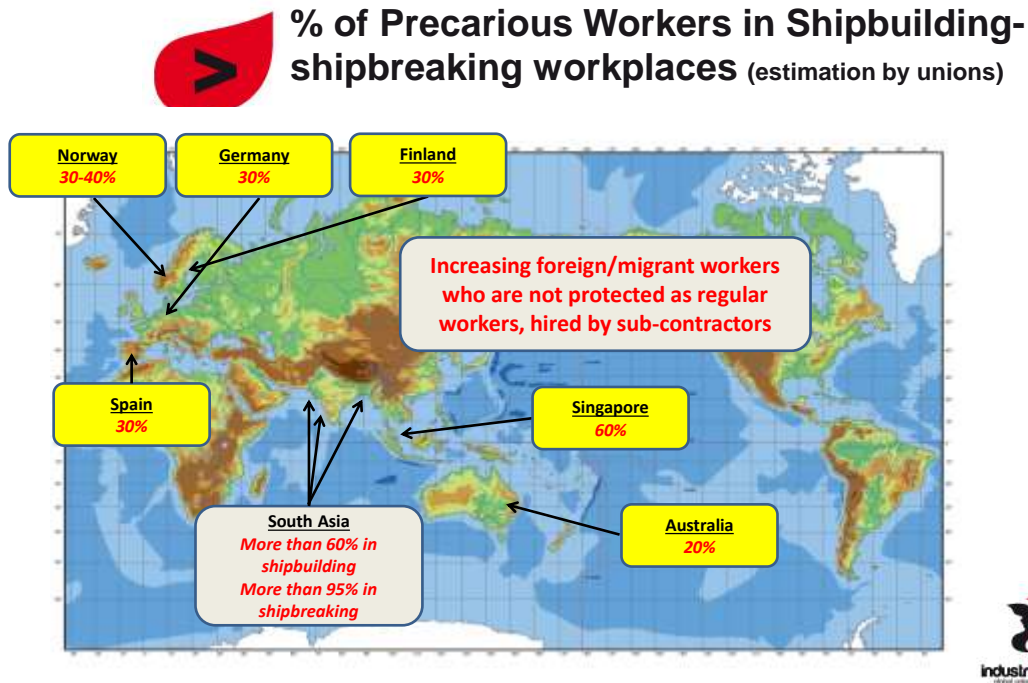 % of Precarious Workers in Shipbuilding-
shipbreaking workplaces (estimation by unions)
Norway
30-40%
Germany
30%
Finland
30%
Increasing foreign/migrant workers
who are not protected as regular
workers, hired by sub-contractors
Spain
30%
Singapore
60%
South Asia
More than 60% in
shipbuilding
More than 95% in
shipbreaking
Australia
20%